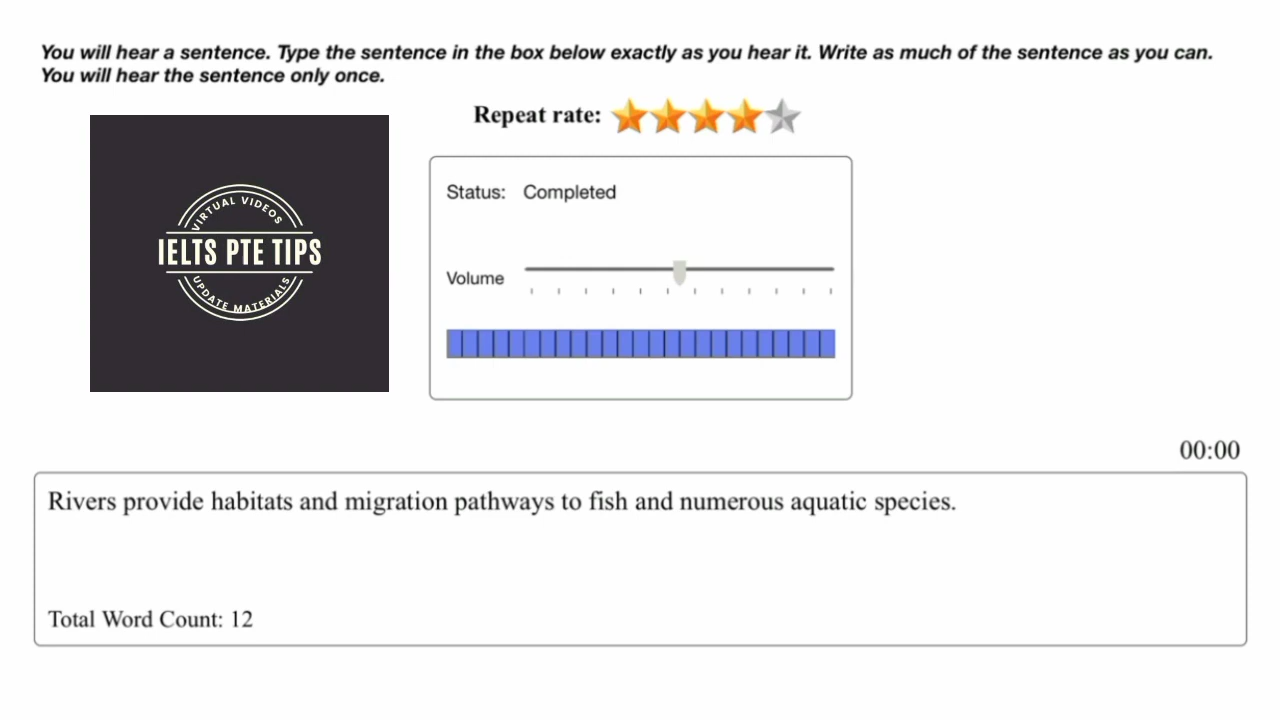 You will hear a sentence. Type the sentence in the box below exactly as you hear it. Write as much of the sentence as you can.
You will hear the sentence only once.
Repeat rate:
VIRTUAL VIDEOS
IELTS PTE TIPS
UPDATE MATERIALS
Status: Completed
Volume
00:00
Rivers provide habitats and migration pathways to fish and numerous aquatic species.
Total Word Count: 12